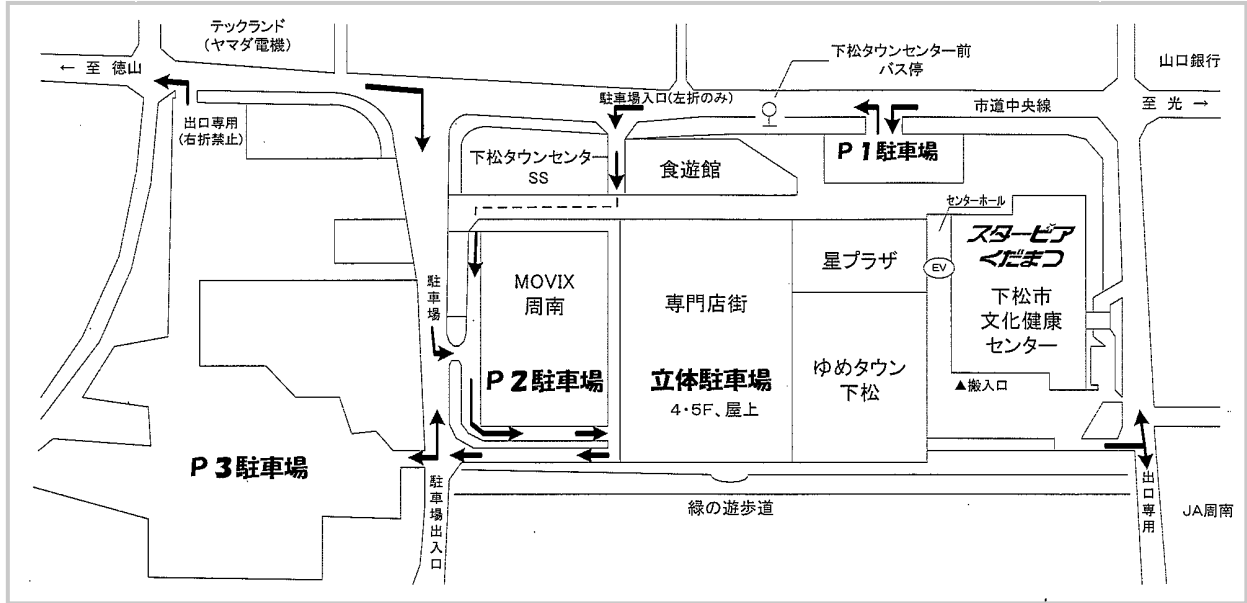 テックランド
(ヤマダ電機)
← 至 徳山
出口専用
(右折禁止)
駐車場入口(左折のみ)
下松タウンセンター前
バス停
市道中央線
山口銀行
至 光 →
P1駐車場
下松タウンセンター
SS
食遊館
センターホール
スターピア
くだまつ
EV
下松市
文化健康
センター
▲搬入口
星プラザ
MOVIX
周南
専門店街
駐車場
P2駐車場
立体駐車場
4・5F、屋上
ゆめタウン
下松
P3駐車場
駐車場出入口
緑の遊歩道
出口専用
JA周南